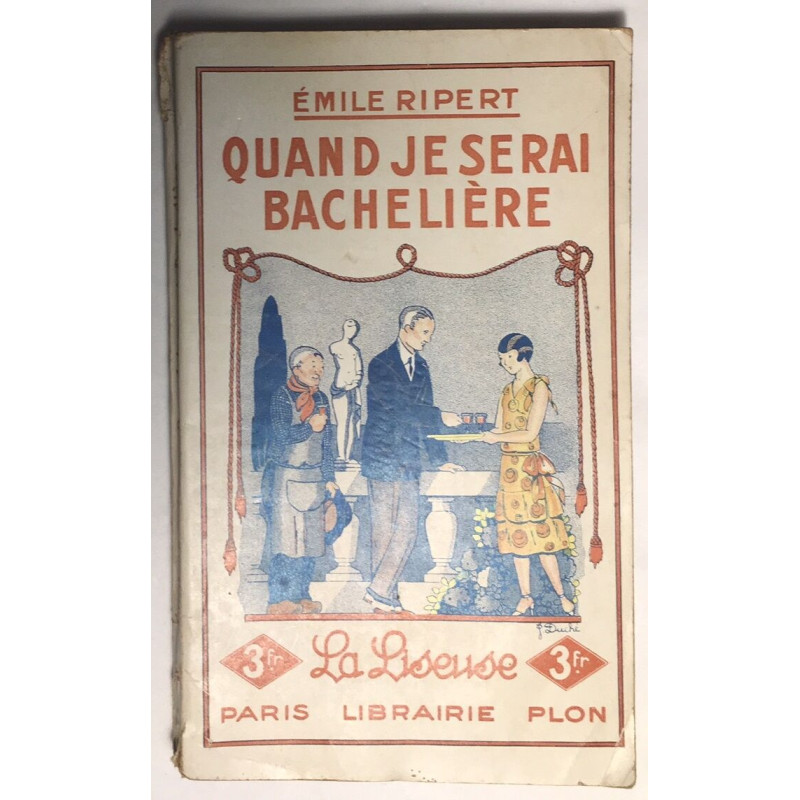 ÉMILE RIPERT
QUAND JE SERAI
BACHELIÈRE
3fr La Liseuse 3fr
PARIS LIBRAIRIE PLON